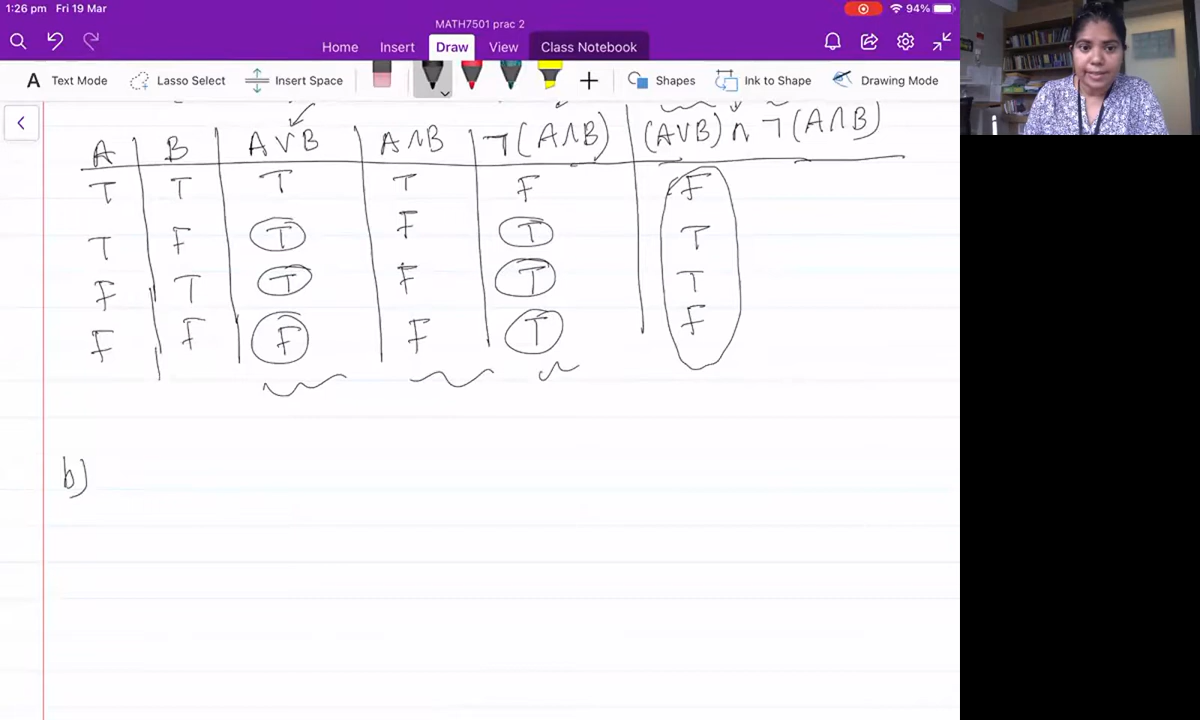 1:26 pm Fri 19 Mar
94%
MATH7501 prac 2
Home Insert Draw View Class Notebook
A Text Mode Lasso Select Insert Space Shapes Ink to Shape Drawing Mode
A B A∨B A∧B ¬(A∧B) (A∨B) ∧ ¬(A∧B)
T T T T F F
T F T F T T
F T T F T T
F F F F T F
b)